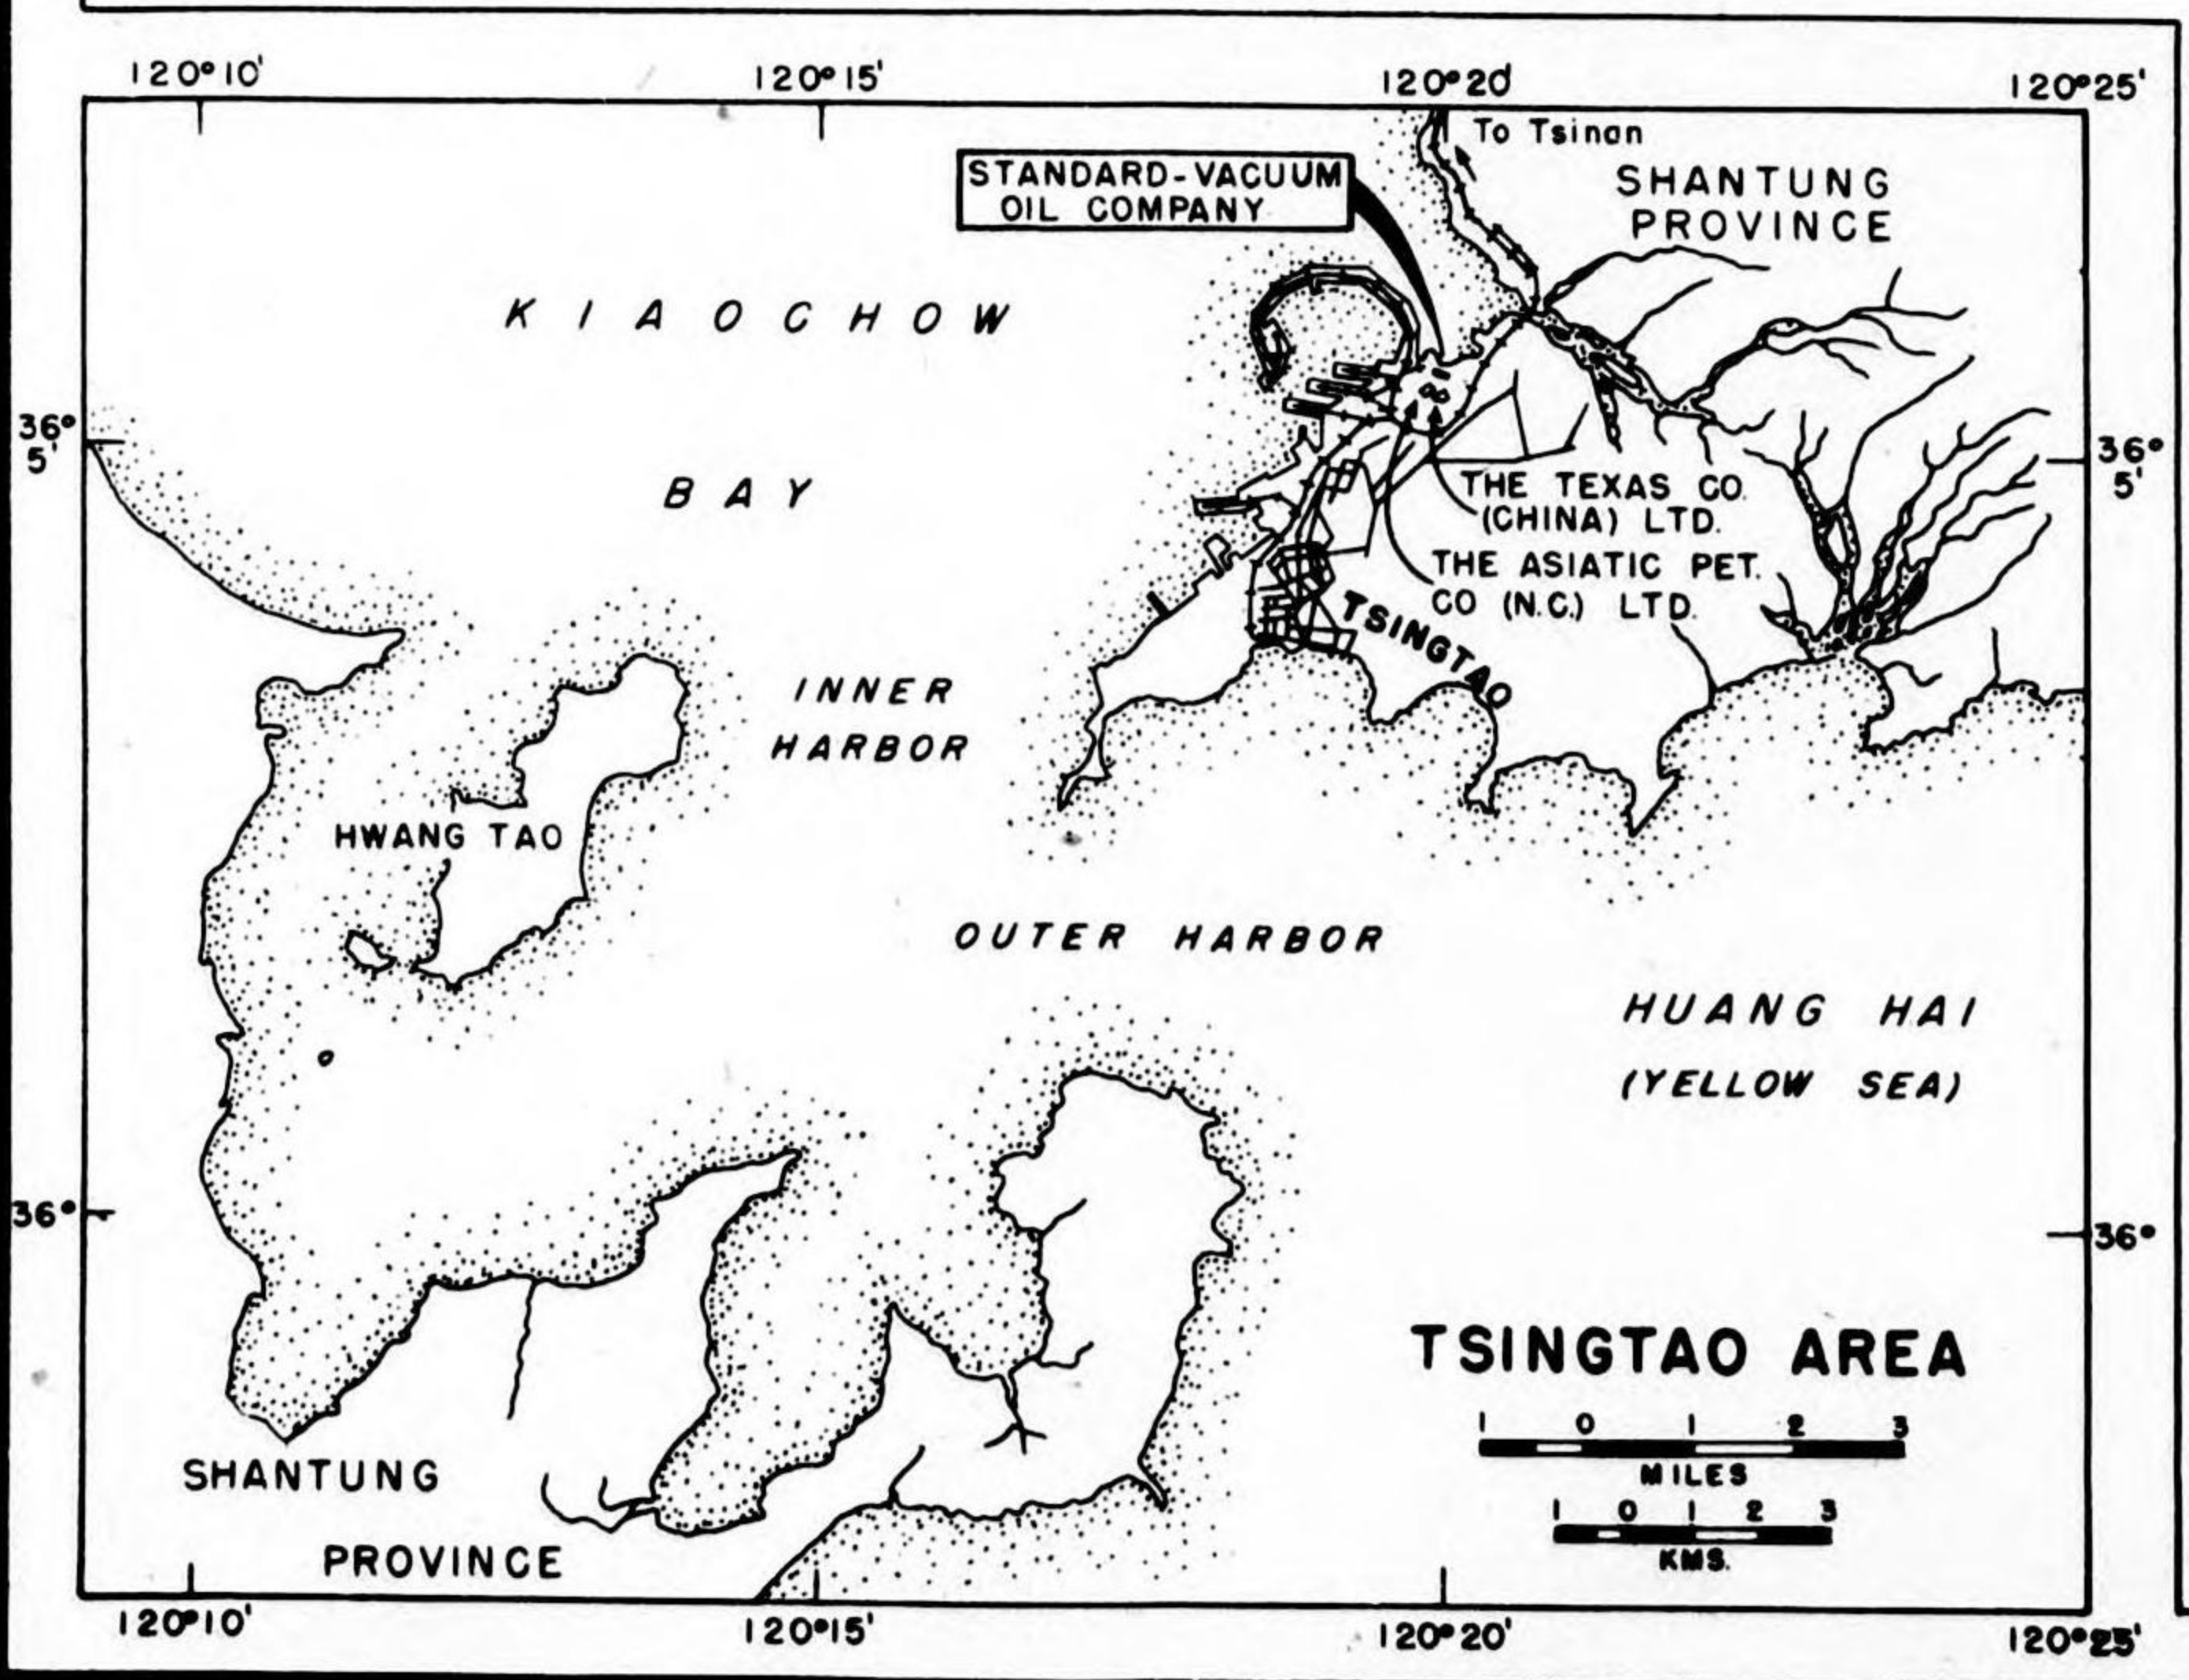 120°10'
120°15'
120°20'
120°25'
To Tsinan
SHANTUNG
PROVINCE
STANDARD-VACUUM
OIL COMPANY
KIAOCHOW
BAY
36°
5'
36°
5'
THE TEXAS CO.
(CHINA) LTD.
THE ASIATIC PET.
CO (N.C.) LTD.
TSINGTAO
INNER
HARBOR
HWANG TAO
OUTER HARBOR
HUANG HAI
(YELLOW SEA)
36°
36°
TSINGTAO AREA
1 0 1 2 3
MILES
1 0 1 2 3
KMS.
SHANTUNG
PROVINCE
120°10'
120°15'
120°20'
120°25'